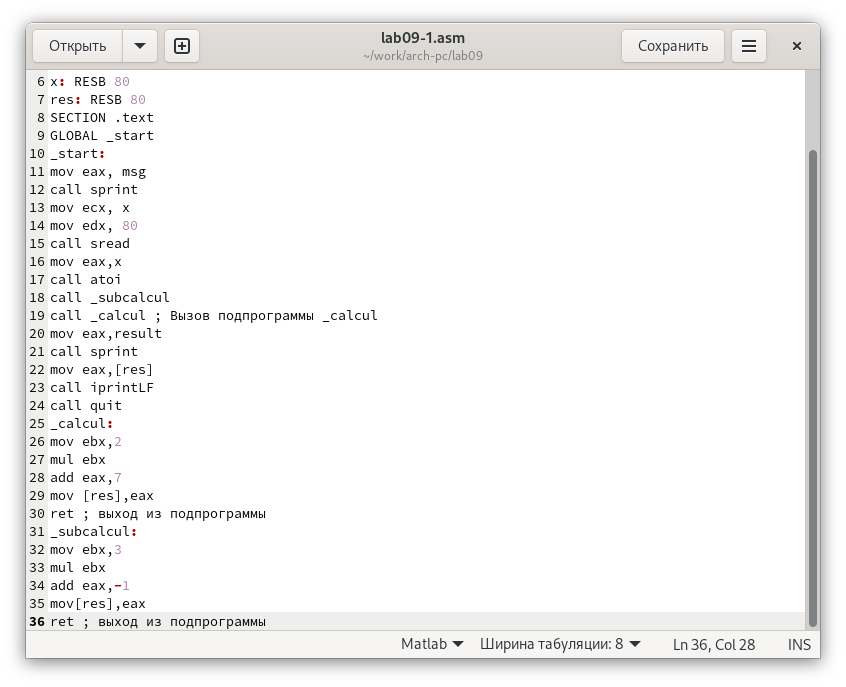 Открыть
lab09-1.asm
~/work/arch-pc/lab09
Сохранить
6 x: RESB 80
7 res: RESB 80
8 SECTION .text
9 GLOBAL _start
10 _start:
11 mov eax, msg
12 call sprint
13 mov ecx, x
14 mov edx, 80
15 call sread
16 mov eax,x
17 call atoi
18 call _subcalcul
19 call _calcul ; Вызов подпрограммы _calcul
20 mov eax,result
21 call sprint
22 mov eax,[res]
23 call iprintLF
24 call quit
25 _calcul:
26 mov ebx,2
27 mul ebx
28 add eax,7
29 mov [res],eax
30 ret ; выход из подпрограммы
31 _subcalcul:
32 mov ebx,3
33 mul ebx
34 add eax,-1
35 mov[res],eax
36 ret ; выход из подпрограммы
Matlab Ширина табуляции: 8 Ln 36, Col 28 INS